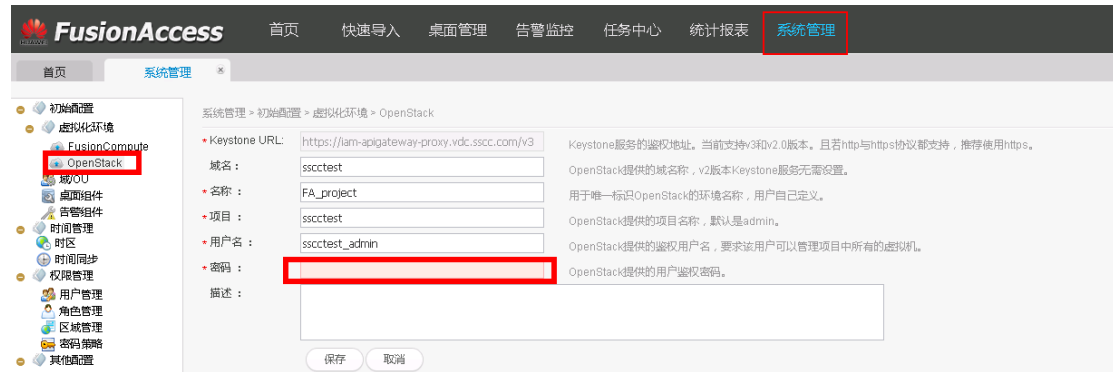 HUAWEI FusionAccess 首页 快速导入 桌面管理 告警监控 任务中心 统计报表 系统管理
首页 系统管理 ×
初始配置
虚拟化环境
FusionCompute
OpenStack
域/OU
桌面组件
告警组件
时间管理
时区
时间同步
权限管理
用户管理
角色管理
区域管理
密码策略
其他配置
系统管理 > 初始配置 > 虚拟化环境 > OpenStack
* Keystone URL: https://iam-apigateway-proxy.vdc.sscc.com/v3 Keystone服务的鉴权地址。当前支持v3和v2.0版本。且若http与https协议都支持，推荐使用https。
域名： sscctest OpenStack提供的域名称，v2版本Keystone服务无需设置。
* 名称： FA_project 用于唯一标识OpenStack的环境名称，用户自己定义。
* 项目： sscctest OpenStack提供的项目名称，默认是admin。
* 用户名： sscctest_admin OpenStack提供的鉴权用户名，要求该用户可以管理项目中所有的虚拟机。
* 密码： OpenStack提供的用户鉴权密码。
描述：
保存 取消